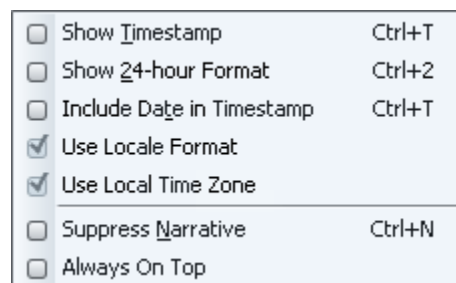 Show Timestamp Ctrl+T
Show 24-hour Format Ctrl+2
Include Date in Timestamp Ctrl+T
Use Locale Format
Use Local Time Zone
Suppress Narrative Ctrl+N
Always On Top